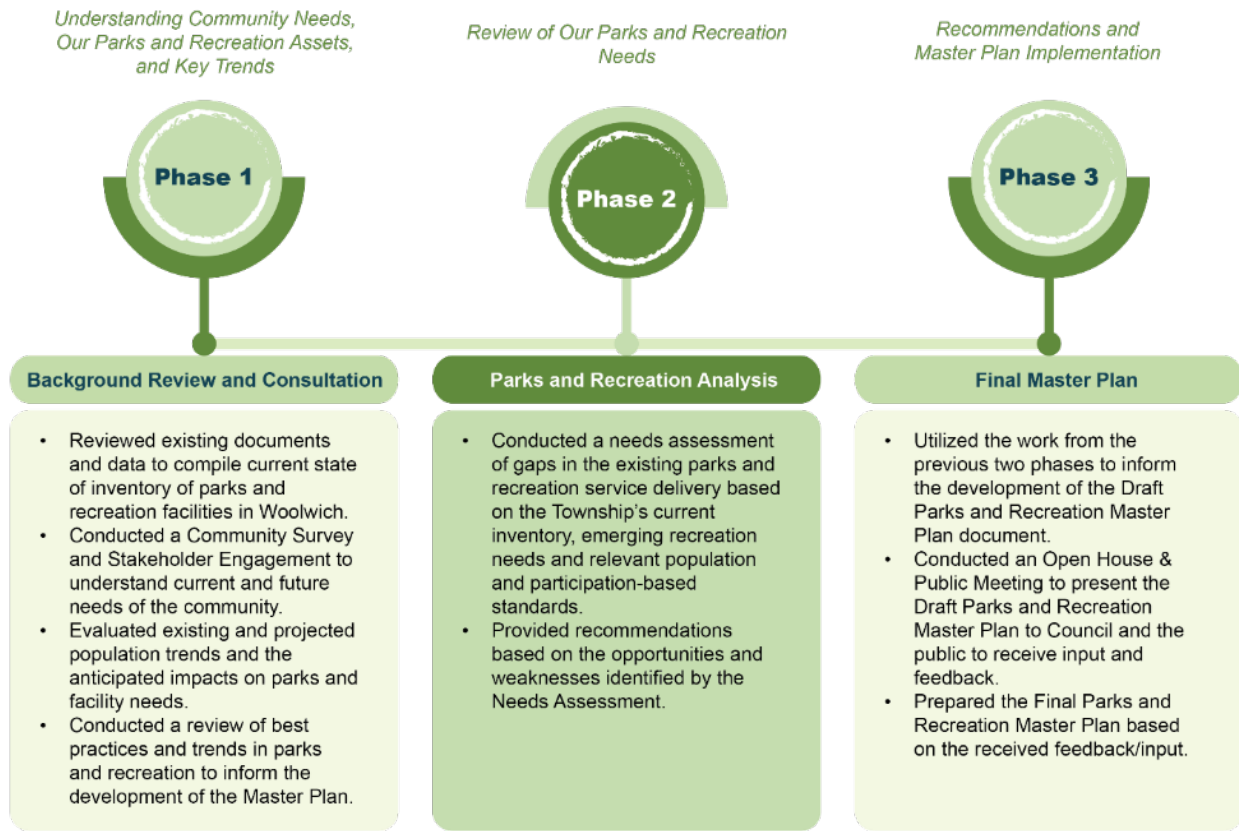 Understanding Community Needs,
Our Parks and Recreation Assets,
and Key Trends
Phase 1
Background Review and Consultation
• Reviewed existing documents
and data to compile current state
of inventory of parks and
recreation facilities in Woolwich.
• Conducted a Community Survey
and Stakeholder Engagement to
understand current and future
needs of the community.
• Evaluated existing and projected
population trends and the
anticipated impacts on parks and
facility needs.
• Conducted a review of best
practices and trends in parks
and recreation to inform the
development of the Master Plan.
Review of Our Parks and Recreation
Needs
Phase 2
Parks and Recreation Analysis
• Conducted a needs assessment
of gaps in the existing parks and
recreation service delivery based
on the Township's current
inventory, emerging recreation
needs and relevant population
and participation-based
standards.
• Provided recommendations
based on the opportunities and
weaknesses identified by the
Needs Assessment.
Recommendations and
Master Plan Implementation
Phase 3
Final Master Plan
• Utilized the work from the
previous two phases to inform
the development of the Draft
Parks and Recreation Master
Plan document.
• Conducted an Open House &
Public Meeting to present the
Draft Parks and Recreation
Master Plan to Council and the
public to receive input and
feedback.
• Prepared the Final Parks and
Recreation Master Plan based
on the received feedback/input.